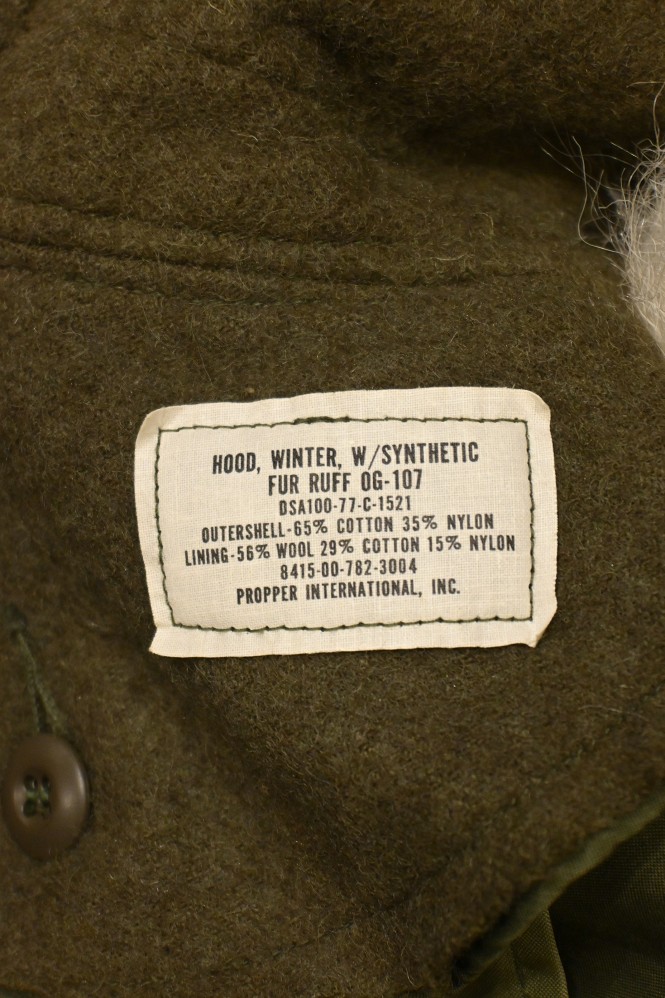 HOOD, WINTER, W/SYNTHETIC
FUR RUFF OG-107
DSA100-77-C-1521
OUTERSHELL-65% COTTON 35% NYLON
LINING-56% WOOL 29% COTTON 15% NYLON
8415-00-782-3004
PROPPER INTERNATIONAL, INC.